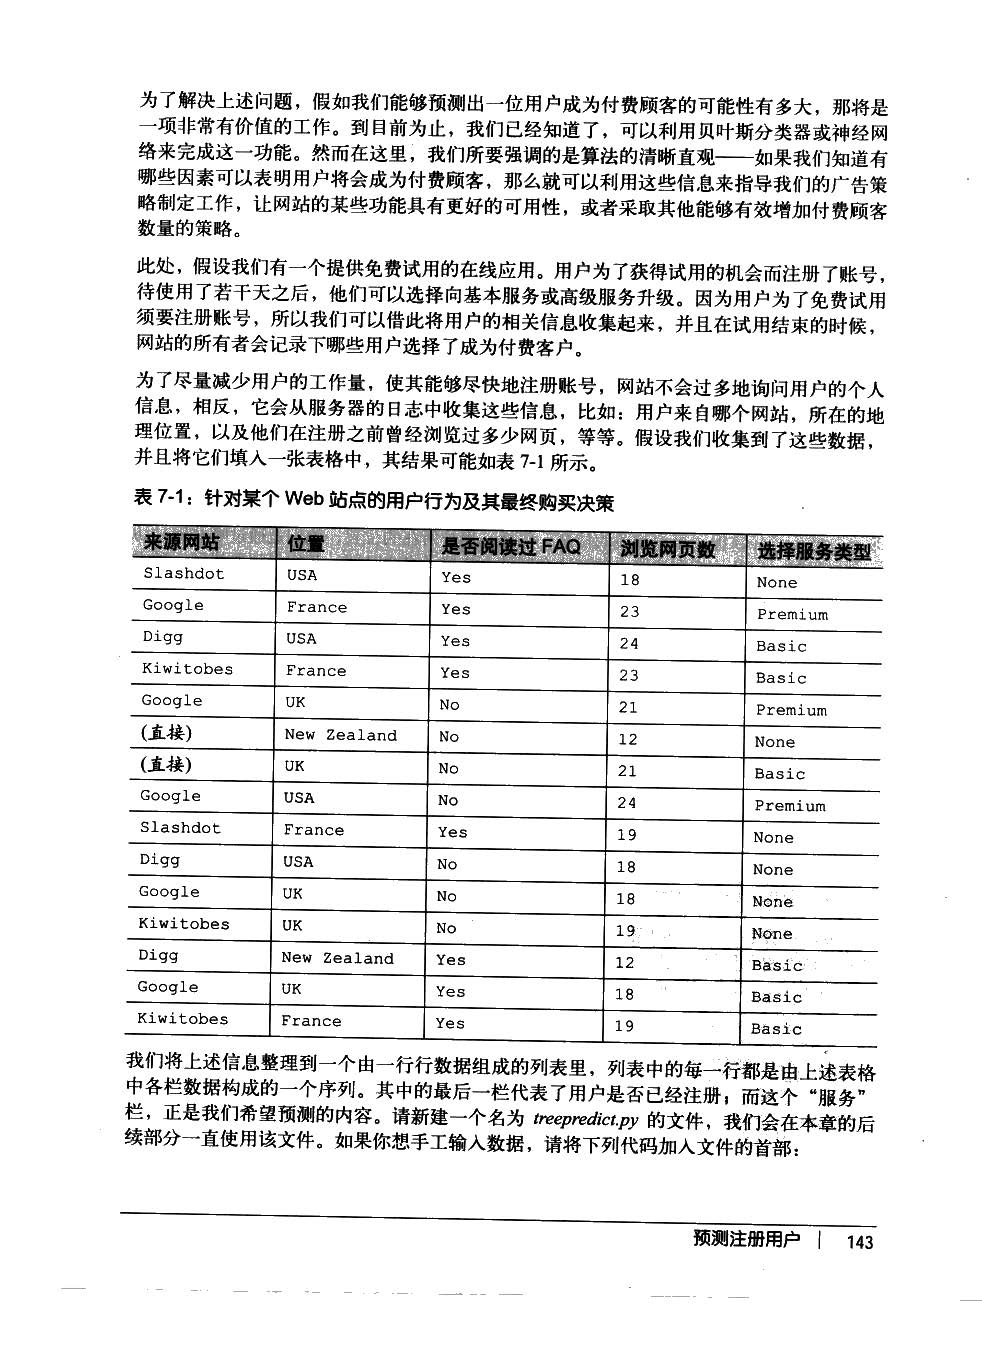 为了解决上述问题，假如我们能够预测出一位用户成为付费顾客的可能性有多大，那将是
一项非常有价值的工作。到目前为止，我们已经知道了，可以利用贝叶斯分类器或神经网
络来完成这一功能。然而在这里，我们所要强调的是算法的清晰直观——如果我们知道有
哪些因素可以表明用户将会成为付费顾客，那么就可以利用这些信息来指导我们的广告策
略制定工作，让网站的某些功能具有更好的可用性，或者采取其他能够有效增加付费顾客
数量的策略。
此处，假设我们有一个提供免费试用的在线应用。用户为了获得试用的机会而注册了账号，
待使用了若干天之后，他们可以选择向基本服务或高级服务升级。因为用户为了免费试用
须要注册账号，所以我们可以借此将用户的相关信息收集起来，并且在试用结束的时候，
网站的所有者会记录下哪些用户选择了成为付费客户。
为了尽量减少用户的工作量，使其能够尽快地注册账号，网站不会过多地询问用户的个人
信息，相反，它会从服务器的日志中收集这些信息，比如：用户来自哪个网站，所在的地
理位置，以及他们在注册之前曾经浏览过多少网页，等等。假设我们收集到了这些数据，
并且将它们填入一张表格中，其结果可能如表 7-1 所示。
表 7-1：针对某个 Web 站点的用户行为及其最终购买决策
来源网站 位置 是否阅读过 FAQ 浏览网页数 选择服务类型
Slashdot USA Yes 18 None
Google France Yes 23 Premium
Digg USA Yes 24 Basic
Kiwitobes France Yes 23 Basic
Google UK No 21 Premium
(直接) New Zealand No 12 None
(直接) UK No 21 Basic
Google USA No 24 Premium
Slashdot France Yes 19 None
Digg USA No 18 None
Google UK No 18 None
Kiwitobes UK No 19 None
Digg New Zealand Yes 12 Basic
Google UK Yes 18 Basic
Kiwitobes France Yes 19 Basic
我们将上述信息整理到一个由一行行数据组成的列表里，列表中的每一行都是由上述表格
中各栏数据构成的一个序列。其中的最后一栏代表了用户是否已经注册；而这个“服务”
栏，正是我们希望预测的内容。请新建一个名为 treepredict.py 的文件，我们会在本章的后
续部分一直使用该文件。如果你想手工输入数据，请将下列代码加入文件的首部：
预测注册用户 | 143